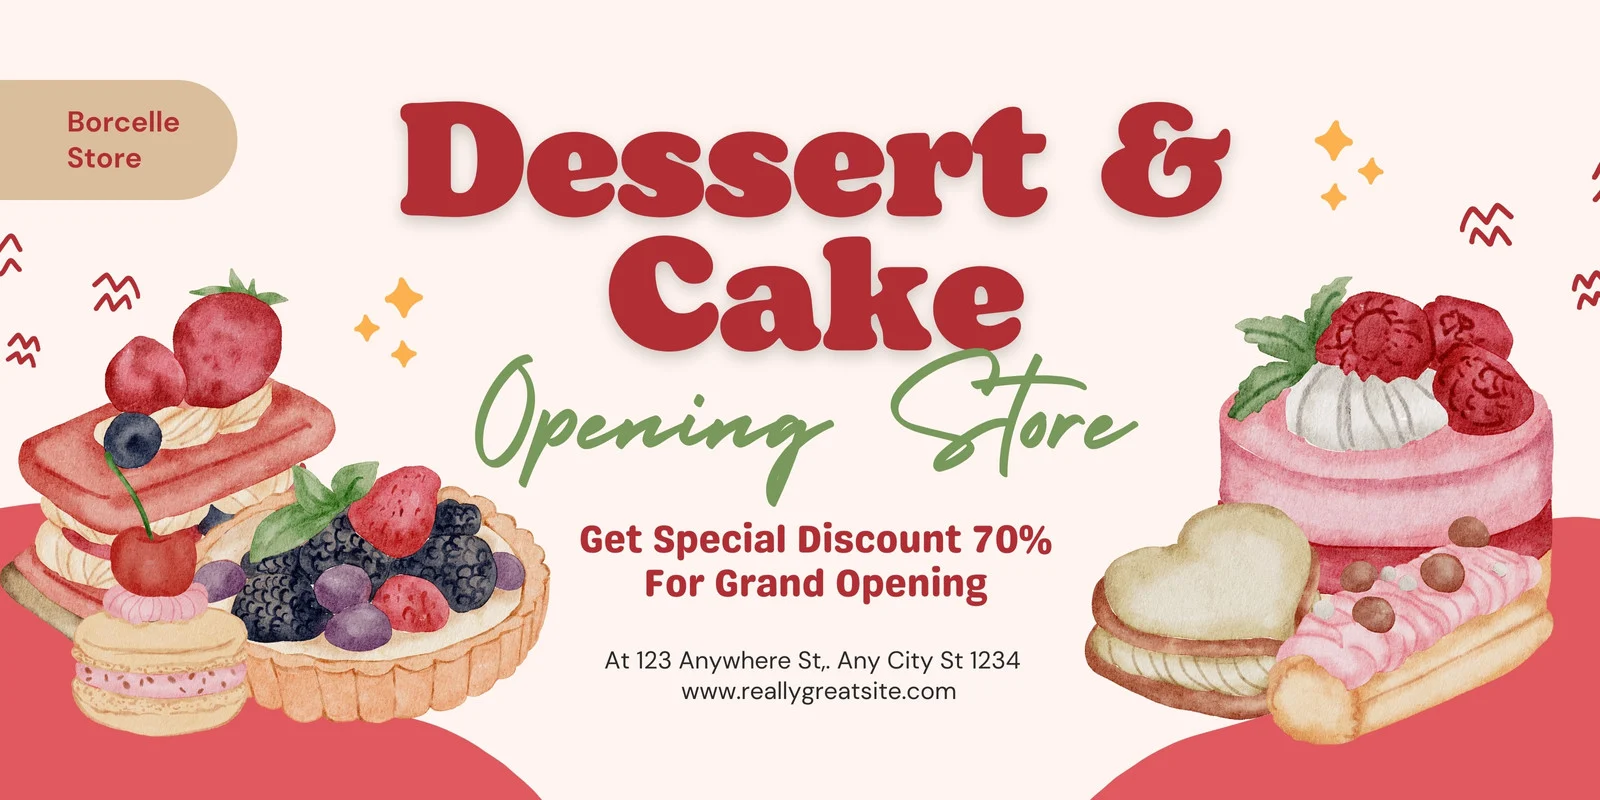 Borcelle
Store
Dessert &
Cake
Opening Store
Get Special Discount 70%
For Grand Opening
At 123 Anywhere St,. Any City St 1234
www.reallygreatsite.com